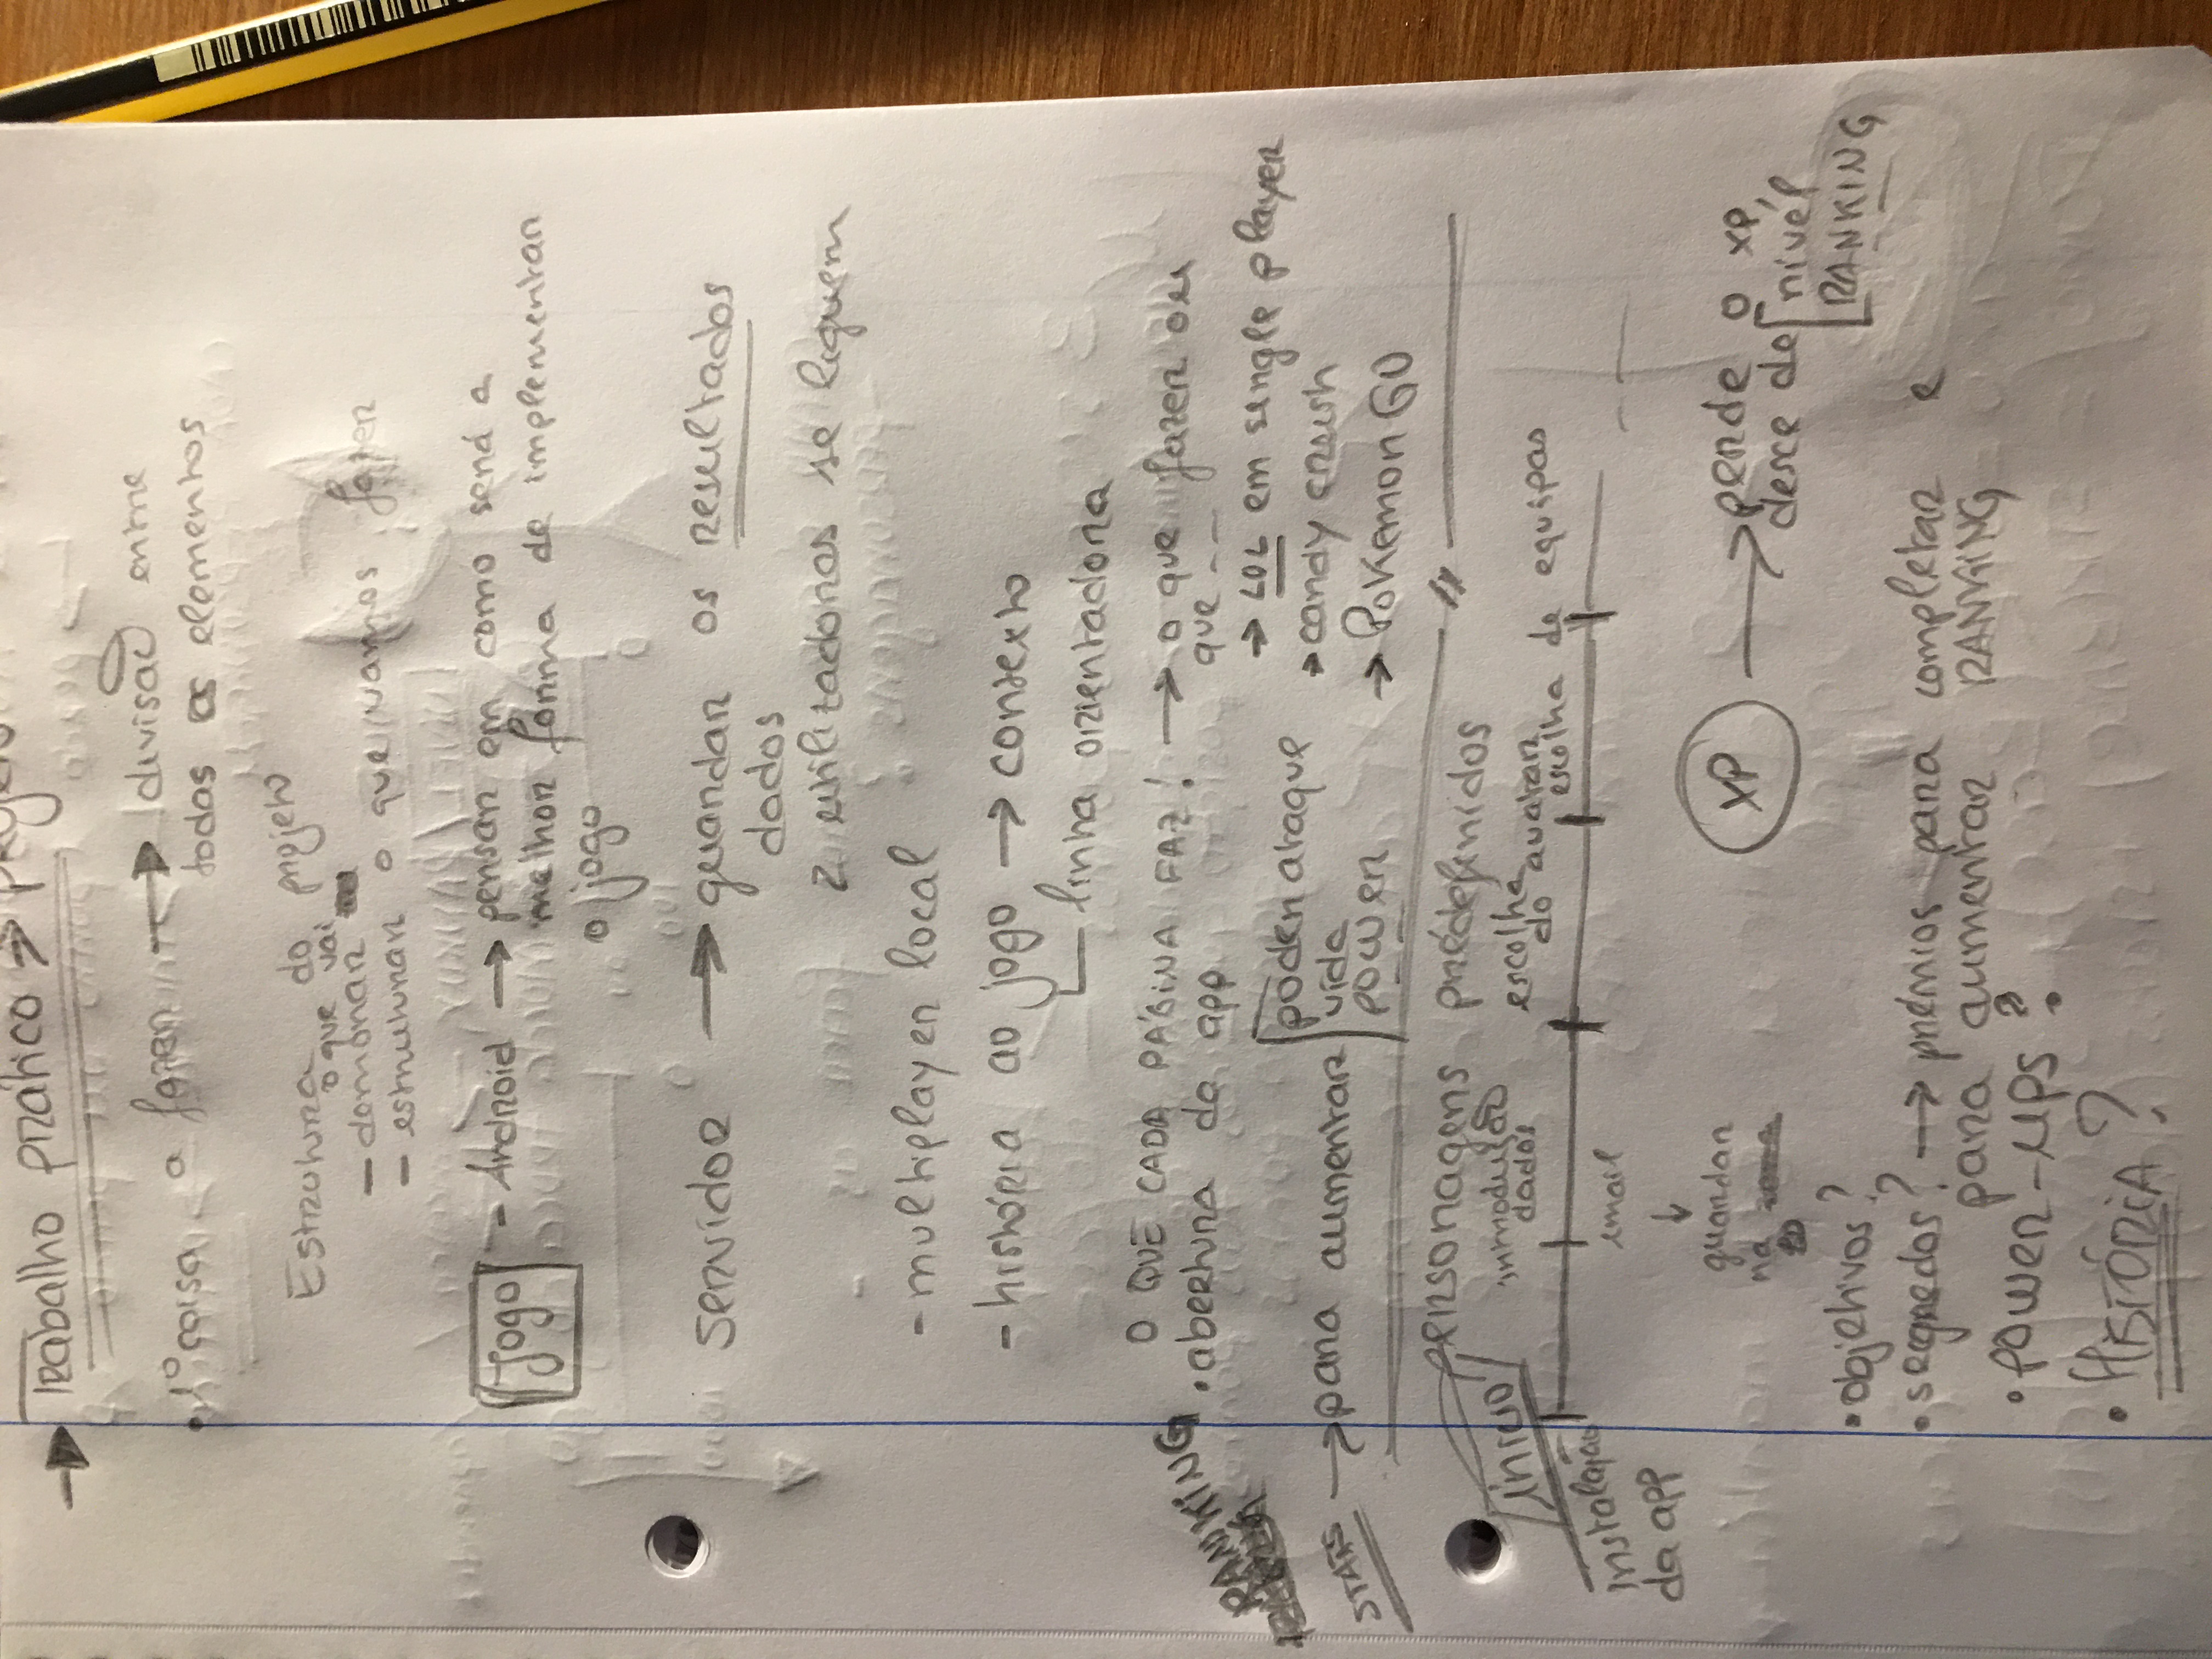 → Trabalho prático →
• 1º coisa a fazer → divisão entre
todos os elementos
Estrutura do projeto
o que vai
- demorar
- estruturar o que vamos fazer
Jogo - Android → pensar em como será a
melhor forma de implementar
o jogo
Servidor → guardar os resultados
dados
2 utilizadores se liguem
- multiplayer local
- história ao jogo → contexto
linha orientadora
O QUE CADA PÁGINA FAZ! → o que fazer ou
que --
• abertura da app
→ LOL em single player
→ candy crush
→ Pokemon GO
RANKING
STATS → para aumentar
poder ataque
vida
power
personagens prédefinidos
início
introdução
dados
escolha
do avatar
escolha de equipas
instalação
da app
email
↓
guardar
na
XP → perde o xp,
desce de nível
RANKING
• objetivos?
• segredos? → prémios para completar e
para aumentar RANKING
• Power-ups?
• HISTÓRIA?